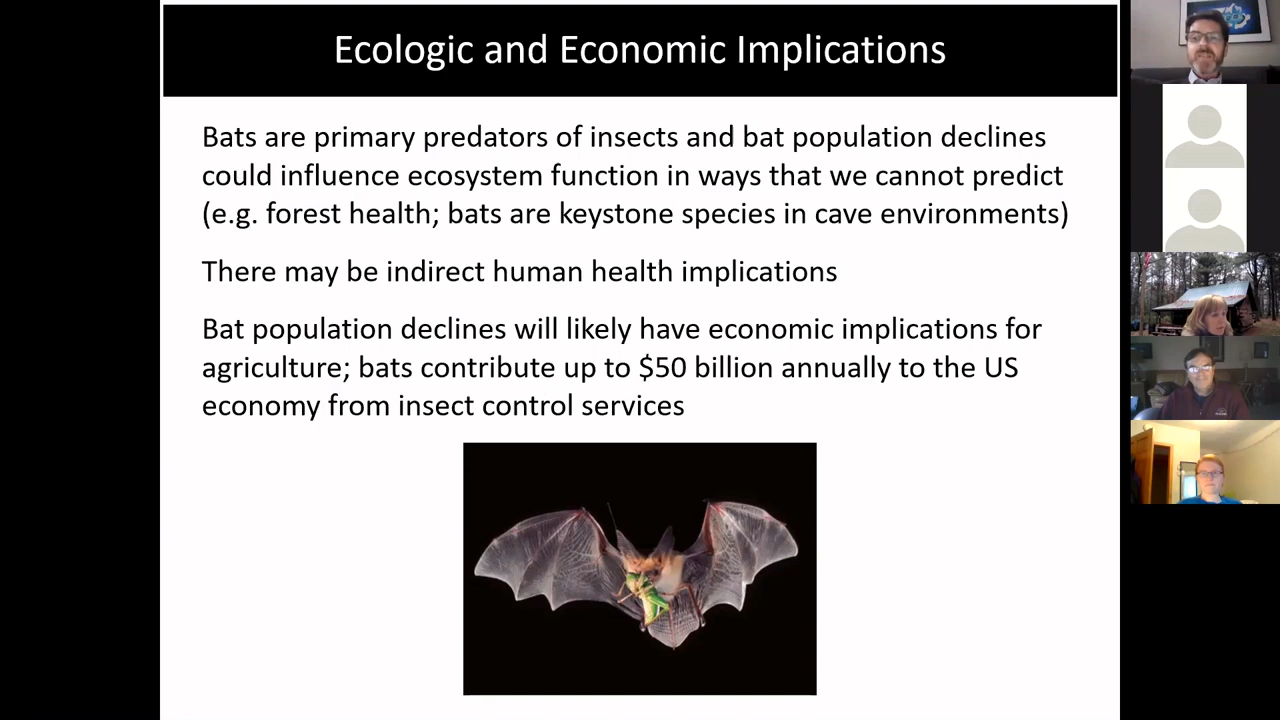 Ecologic and Economic Implications
Bats are primary predators of insects and bat population declines
could influence ecosystem function in ways that we cannot predict
(e.g. forest health; bats are keystone species in cave environments)
There may be indirect human health implications
Bat population declines will likely have economic implications for
agriculture; bats contribute up to $50 billion annually to the US
economy from insect control services